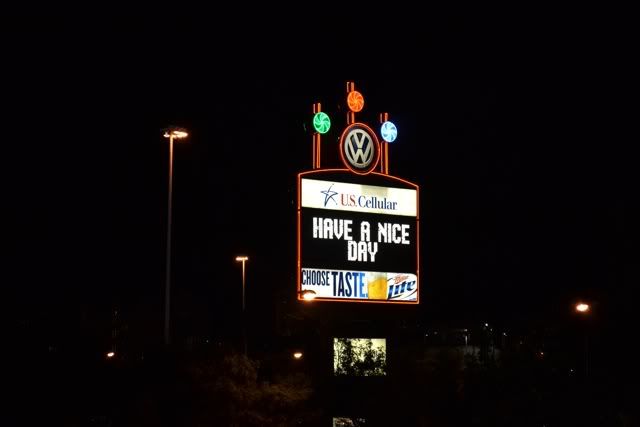 VW
U.S. Cellular
HAVE A NICE
DAY
CHOOSE TASTE.
Miller
Lite